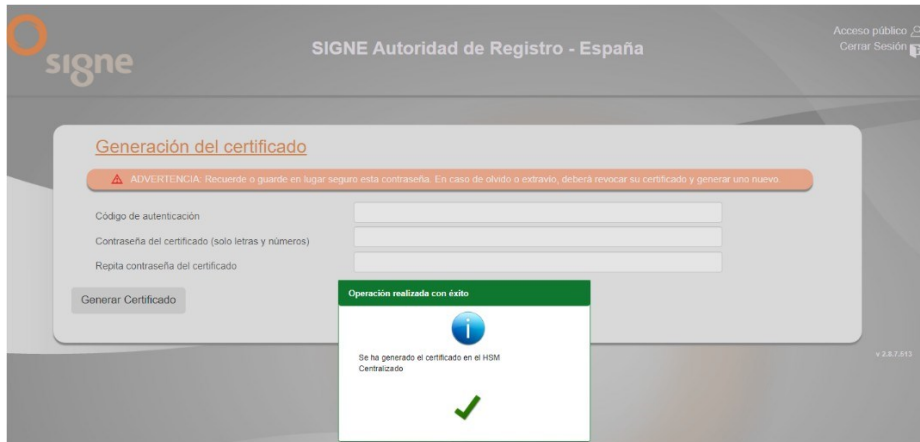 signe
SIGNE Autoridad de Registro - España
Acceso público
Cerrar Sesión
Generación del certificado
ADVERTENCIA: Recuerde o guarde en lugar seguro esta contraseña. En caso de olvido o extravío, deberá revocar su certificado y generar uno nuevo.
Código de autenticación
Contraseña del certificado (solo letras y números)
Repita contraseña del certificado
Generar Certificado
Operación realizada con éxito
Se ha generado el certificado en el HSM
Centralizado
v 2.8.7.513